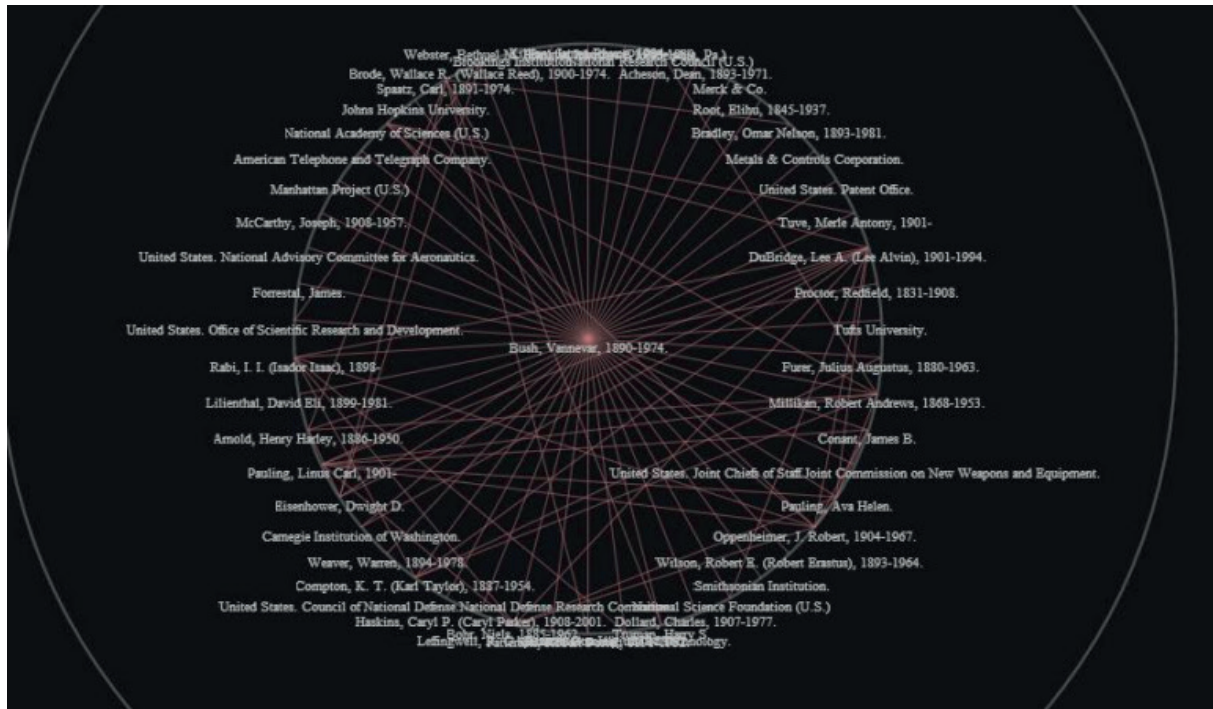 Webster, Bethuel M.
Brookings Institution National Research Council (U.S.)
Brode, Wallace R. (Wallace Reed), 1900-1974. Acheson, Dean, 1893-1971.
Spaatz, Carl, 1891-1974. Merck & Co.
Johns Hopkins University. Root, Elihu, 1845-1937.
National Academy of Sciences (U.S.) Bradley, Omar Nelson, 1893-1981.
American Telephone and Telegraph Company. Metals & Controls Corporation.
Manhattan Project (U.S.) United States. Patent Office.
McCarthy, Joseph, 1908-1957. Tuve, Merle Antony, 1901-
United States. National Advisory Committee for Aeronautics. DuBridge, Lee A. (Lee Alvin), 1901-1994.
Forrestal, James. Proctor, Redfield, 1831-1908.
United States. Office of Scientific Research and Development. Tufts University.
Bush, Vannevar, 1890-1974.
Rabi, I. I. (Isador Isaac), 1898- Furer, Julius Augustus, 1880-1963.
Lilienthal, David Eli, 1899-1981. Millikan, Robert Andrews, 1868-1953.
Arnold, Henry Harley, 1886-1950. Conant, James B.
Pauling, Linus Carl, 1901- United States. Joint Chiefs of Staff.Joint Commission on New Weapons and Equipment.
Eisenhower, Dwight D. Pauling, Ava Helen.
Carnegie Institution of Washington. Oppenheimer, J. Robert, 1904-1967.
Weaver, Warren, 1894-1978. Wilson, Robert E. (Robert Erastus), 1893-1964.
Compton, K. T. (Karl Taylor), 1887-1954. Smithsonian Institution.
United States. Council of National Defense.National Defense Research National Science Foundation (U.S.)
Haskins, Caryl P. (Caryl Parker), 1908-2001. Dollard, Charles, 1907-1977.
Bohr, Niels, 1885-1962. Truman, Harry S.
Leffingwell,